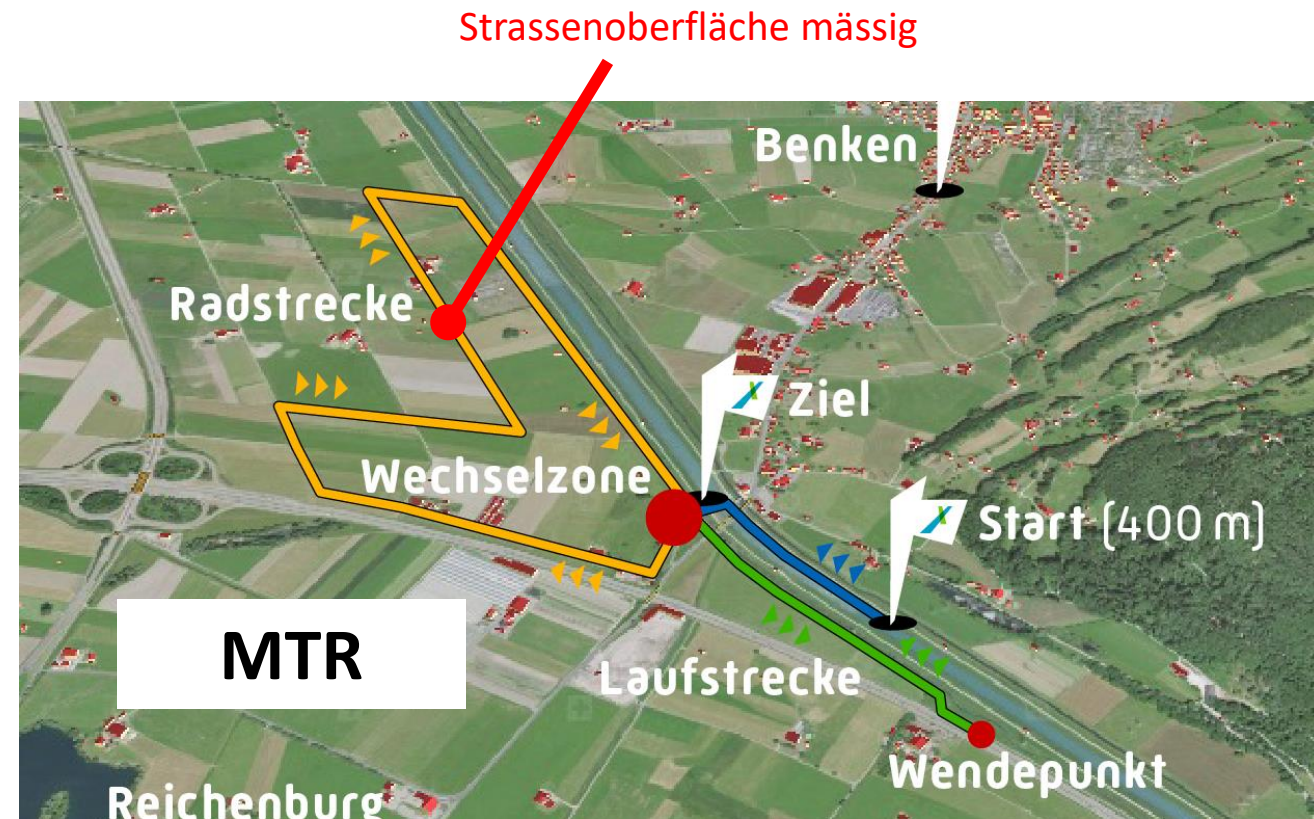 Strassenoberfläche mässig
Benken
Radstrecke
Ziel
Wechselzone
Start (400 m)
MTR
Laufstrecke
Wendepunkt
Reichenburg